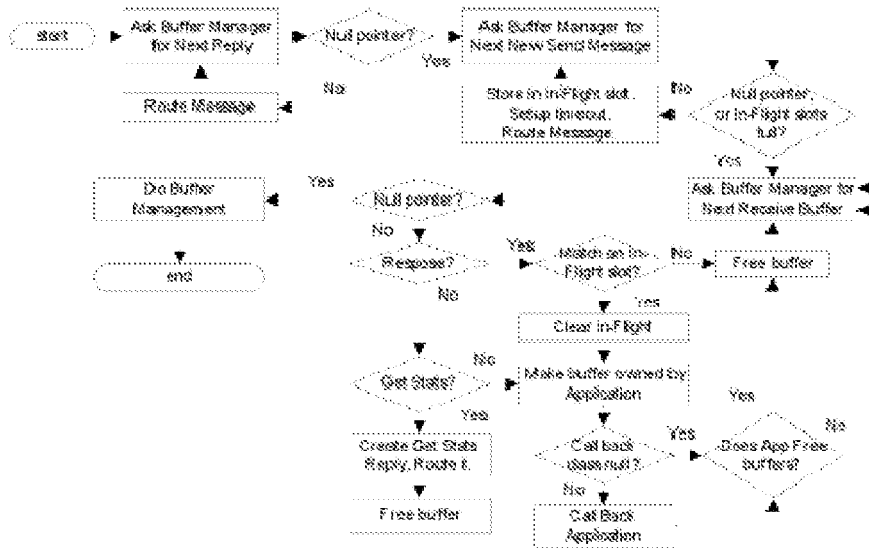 start
Ask Buffer Manager
for Next Reply
Null pointer?
Yes
Ask Buffer Manager for
Next New Send Message
No
Route Message
Store in In-Flight slot,
Setup timeout,
Route Message
No
Null pointer,
or In-Flight slots
full?
Yes
Do Buffer
Management
Yes
Null pointer?
Ask Buffer Manager for
Next Receive Buffer
No
end
Respose?
Yes
Match an In-
Flight slot?
No
Free buffer
No
Yes
Clear In-Flight
No
Get Stats?
Make buffer owned by
Application
Yes
Yes
Create Get Stats
Reply, Route it.
Call back
class null?
Yes
Does App Free
buffers?
No
No
Free buffer
Call Back
Application